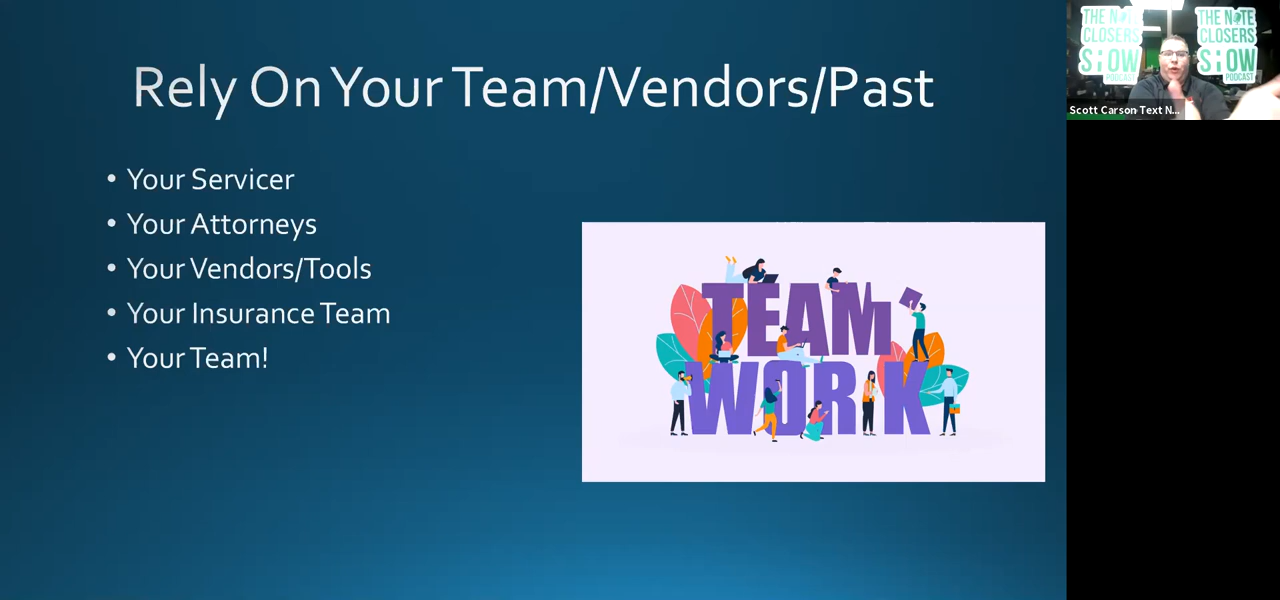 Rely On Your Team/Vendors/Past
• Your Servicer
• Your Attorneys
• Your Vendors/Tools
• Your Insurance Team
• Your Team!
TEAM
WORK
THE NOTE
CLOSERS
SHOW
PODCAST
THE NOTE
CLOSERS
SHOW
PODCAST
Scott Carson Text N...